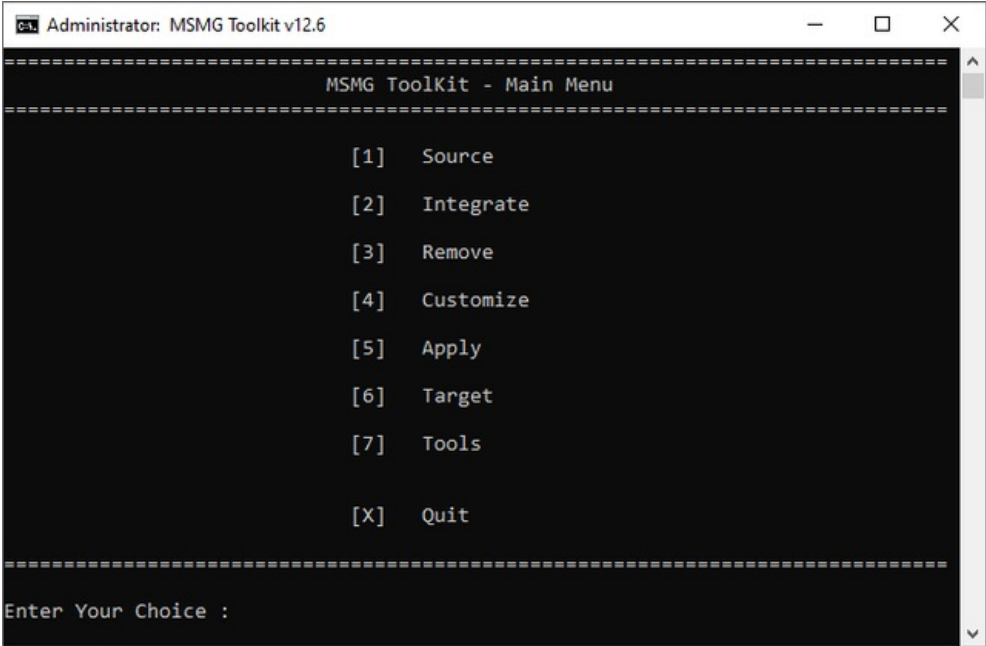 Administrator: MSMG Toolkit v12.6
===============================================================================
MSMG ToolKit - Main Menu
===============================================================================
[1] Source
[2] Integrate
[3] Remove
[4] Customize
[5] Apply
[6] Target
[7] Tools
[X] Quit
===============================================================================
Enter Your Choice :